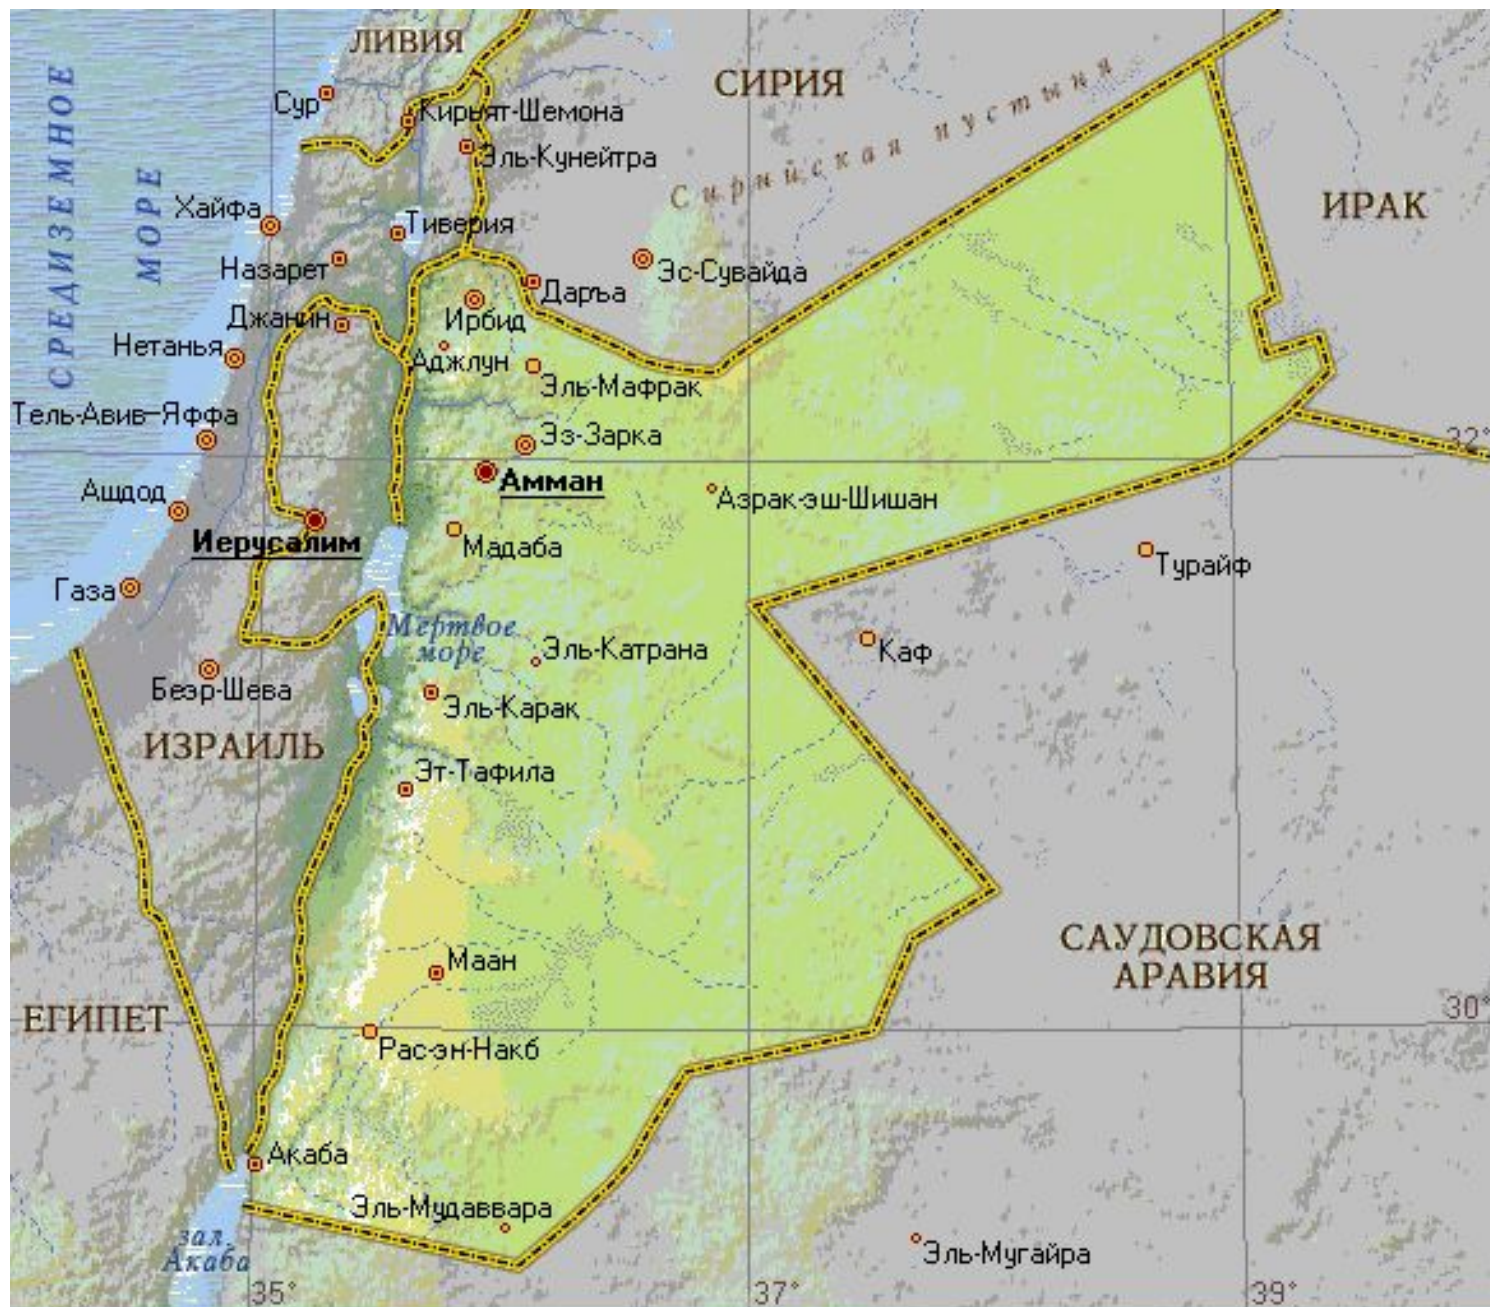 ЛИВИЯ
СИРИЯ
СРЕДИЗЕМНОЕ
МОРЕ
Сур
Кирьят-Шемона
Эль-Кунейтра
Сирийская пустыня
ИРАК
Хайфа
Тиверия
Назарет
Эс-Сувайда
Даръа
Джанин
Ирбид
Нетанья
Аджлун
Эль-Мафрак
Тель-Авив-Яффа
Эз-Зарка
32°
Амман
Ашдод
Азрак-эш-Шишан
Иерусалим
Мадаба
Турайф
Газа
Мертвое
море
Эль-Катрана
Каф
Беэр-Шева
Эль-Карак
ИЗРАИЛЬ
Эт-Тафила
САУДОВСКАЯ
АРАВИЯ
Маан
ЕГИПЕТ
30°
Рас-эн-Накб
Акаба
Эль-Мудаввара
зал.
Акаба
Эль-Мугайра
35°
37°
39°